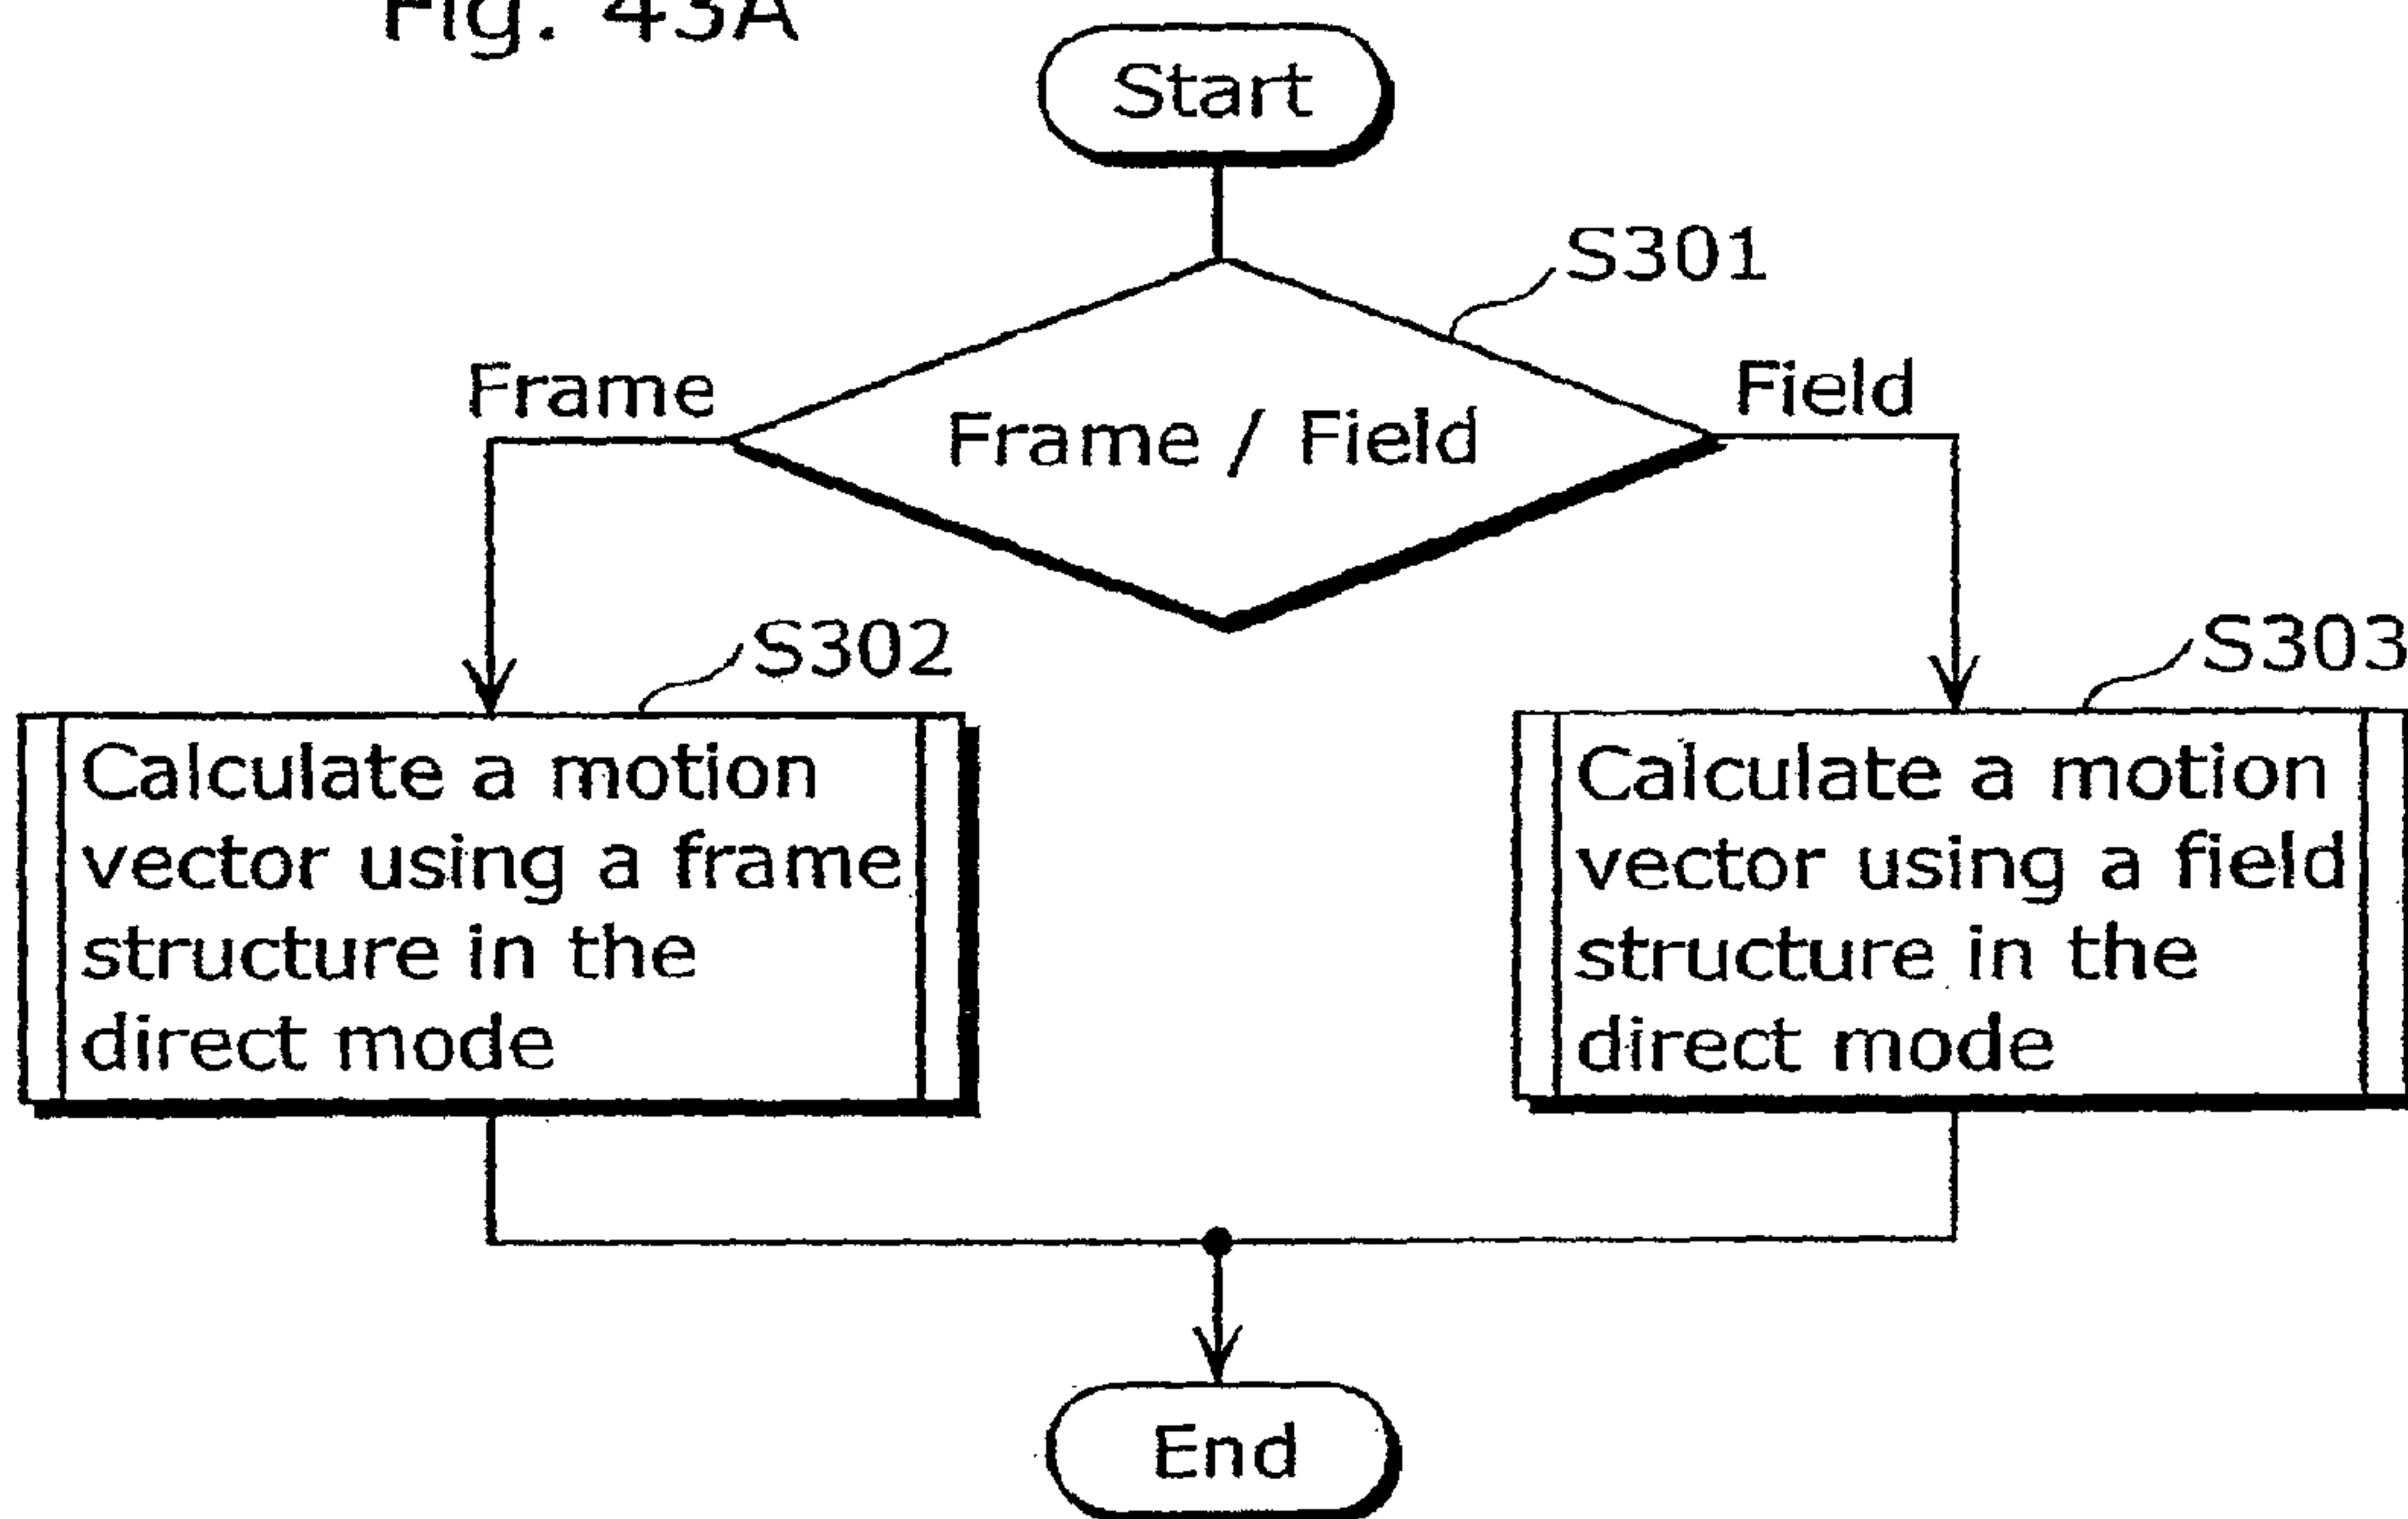 Fig. 43A
Start
S301
Frame
Frame / Field
Field
S302
S303
Calculate a motion
vector using a frame
structure in the
direct mode
Calculate a motion
vector using a field
structure in the
direct mode
End